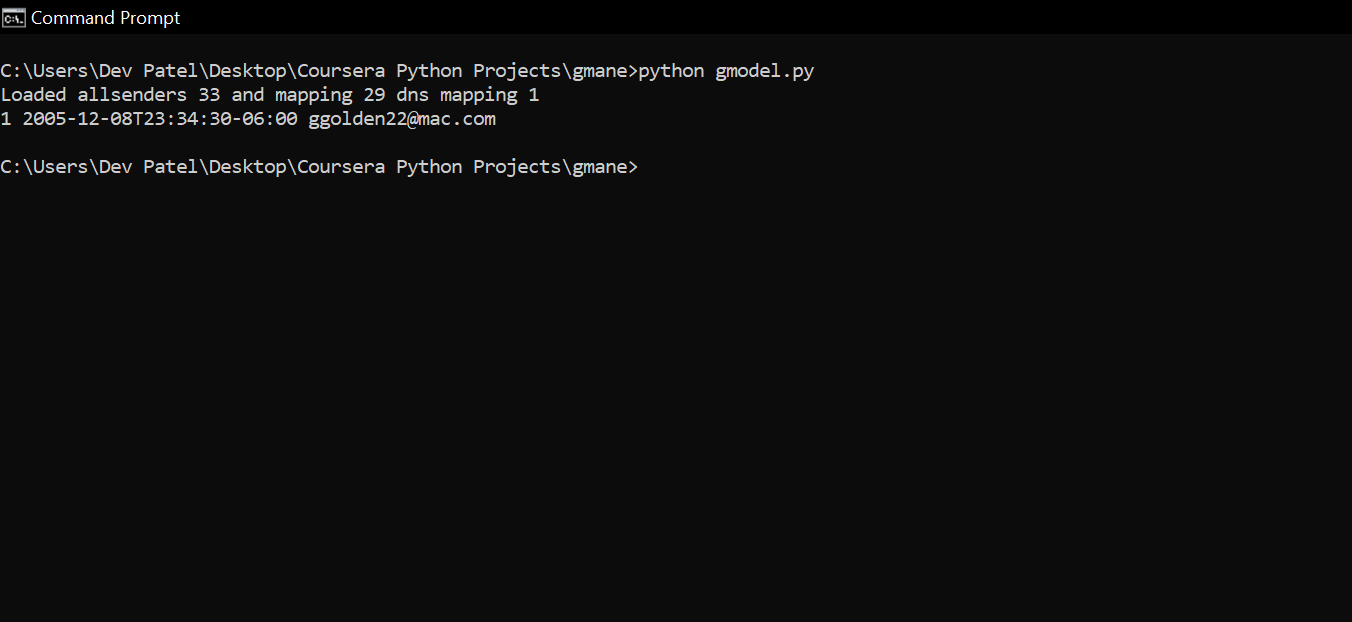 Command Prompt
C:\Users\Dev Patel\Desktop\Coursera Python Projects\gmane>python gmodel.py
Loaded allsenders 33 and mapping 29 dns mapping 1
1 2005-12-08T23:34:30-06:00 ggolden22@mac.com
C:\Users\Dev Patel\Desktop\Coursera Python Projects\gmane>